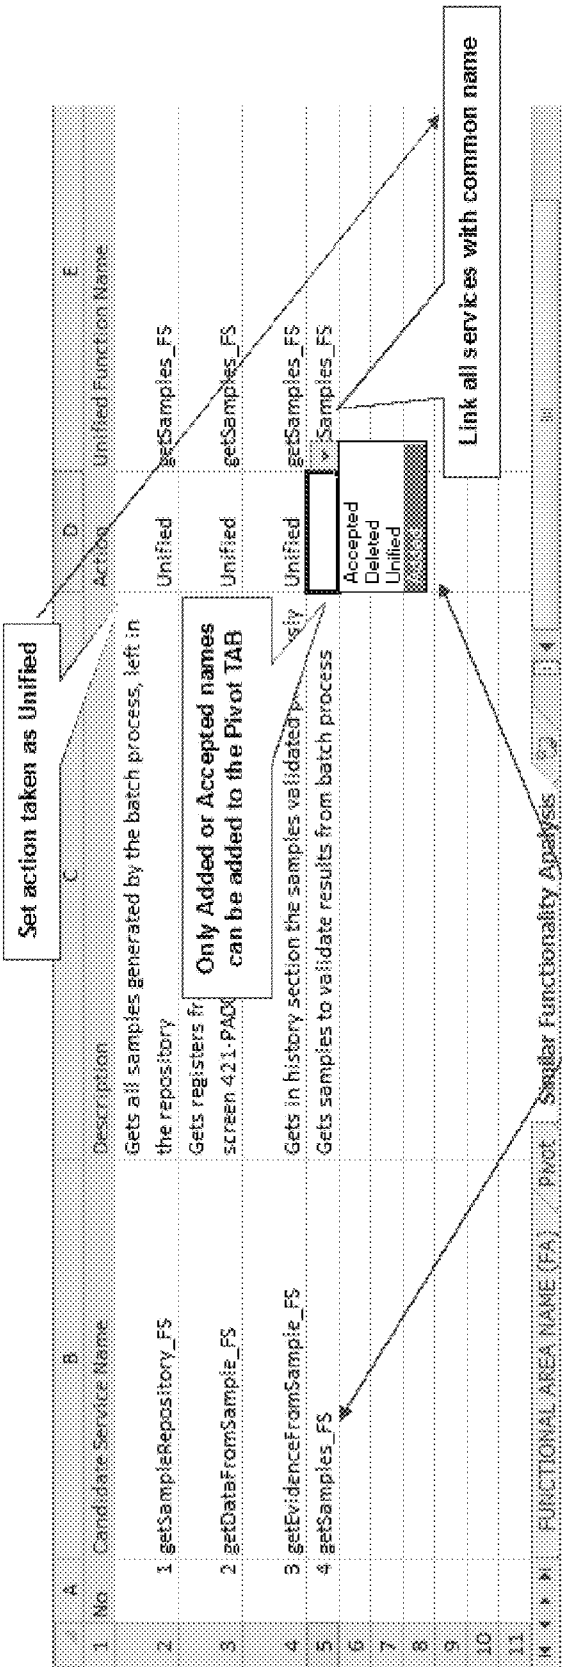 Set action taken as Unified
A B C D E
1 No Candidate Service Name Description Action Unified Function Name
2 1 getSampleRepository_FS Gets all samples generated by the batch process, left in the repository Unified getSamples_FS
3 2 getDataFromSample_FS Gets registers fr screen 421-PAD Unified getSamples_FS
4 3 getEvidenceFromSample_FS Gets in history section the samples validated Unified getSamples_FS
5 4 getSamples_FS Gets samples to validate results from batch process Samples_FS
6
7
8
9
10
11
Only Added or Accepted names
can be added to the Pivot TAB
Accepted
Deleted
Unified
Link all services with common name
FUNCTIONAL AREA NAME (FA) Pivot Similar Functionality Analysis